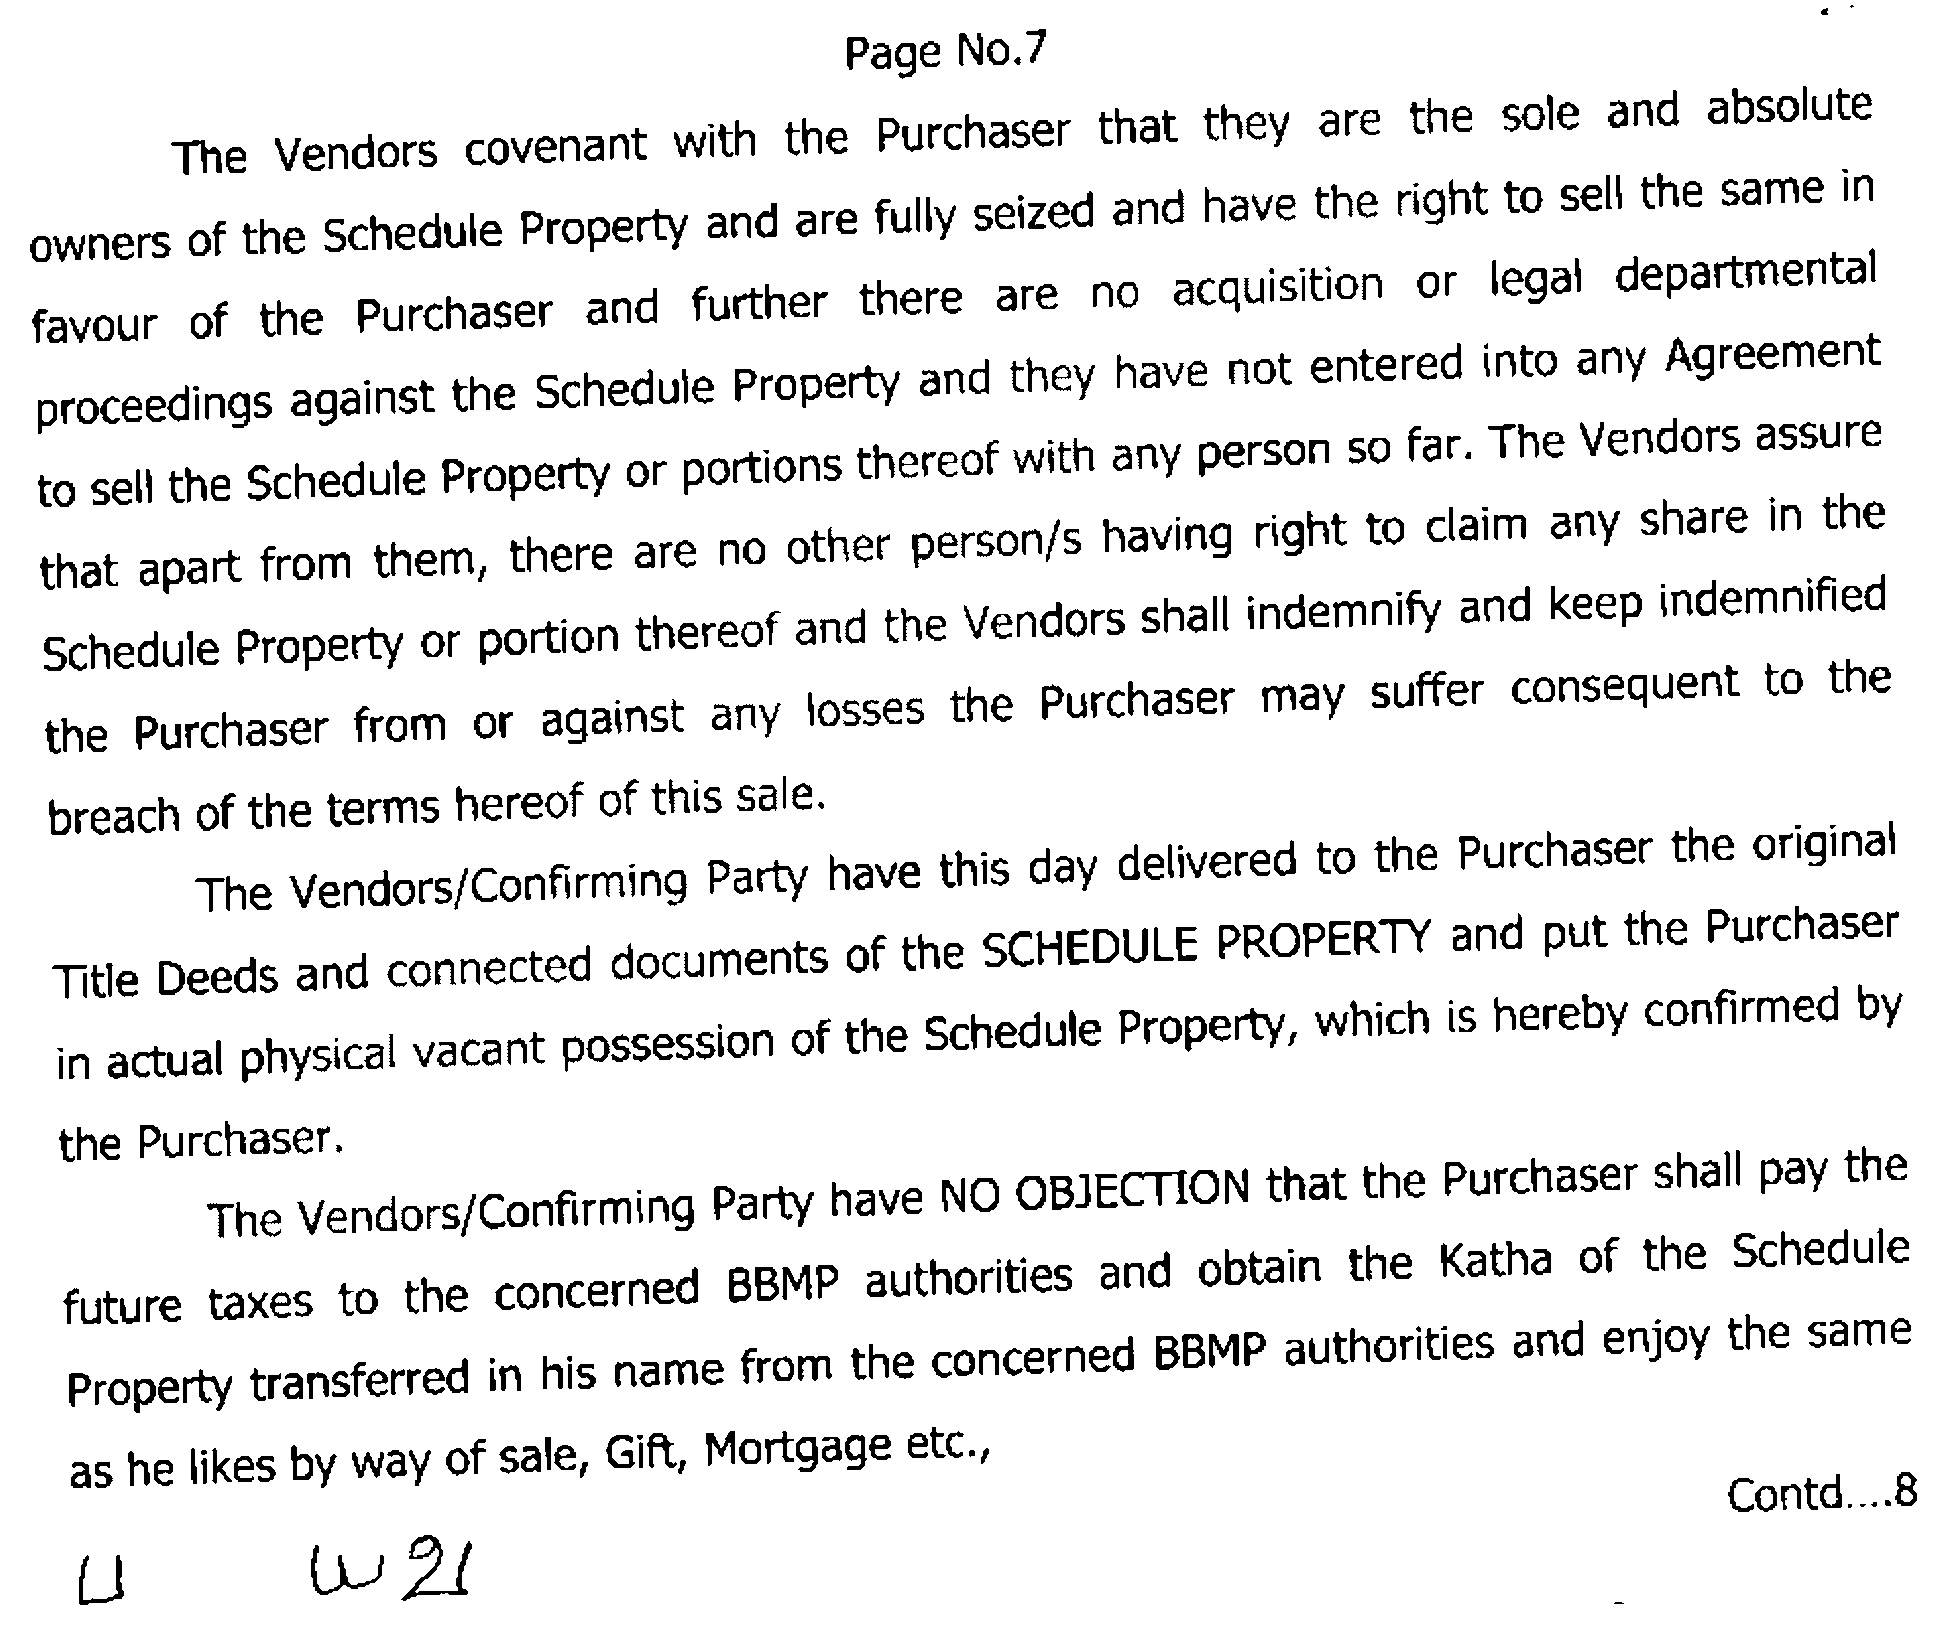 Page No.7
The Vendors covenant with the Purchaser that they are the sole and absolute
owners of the Schedule Property and are fully seized and have the right to sell the same in
favour of the Purchaser and further there are no acquisition or legal departmental
proceedings against the Schedule Property and they have not entered into any Agreement
to sell the Schedule Property or portions thereof with any person so far. The Vendors assure
that apart from them, there are no other person/s having right to claim any share in the
Schedule Property or portion thereof and the Vendors shall indemnify and keep indemnified
the Purchaser from or against any losses the Purchaser may suffer consequent to the
breach of the terms hereof of this sale.
The Vendors/Confirming Party have this day delivered to the Purchaser the original
Title Deeds and connected documents of the SCHEDULE PROPERTY and put the Purchaser
in actual physical vacant possession of the Schedule Property, which is hereby confirmed by
the Purchaser.
The Vendors/Confirming Party have NO OBJECTION that the Purchaser shall pay the
future taxes to the concerned BBMP authorities and obtain the Katha of the Schedule
Property transferred in his name from the concerned BBMP authorities and enjoy the same
as he likes by way of sale, Gift, Mortgage etc.,
Contd....8